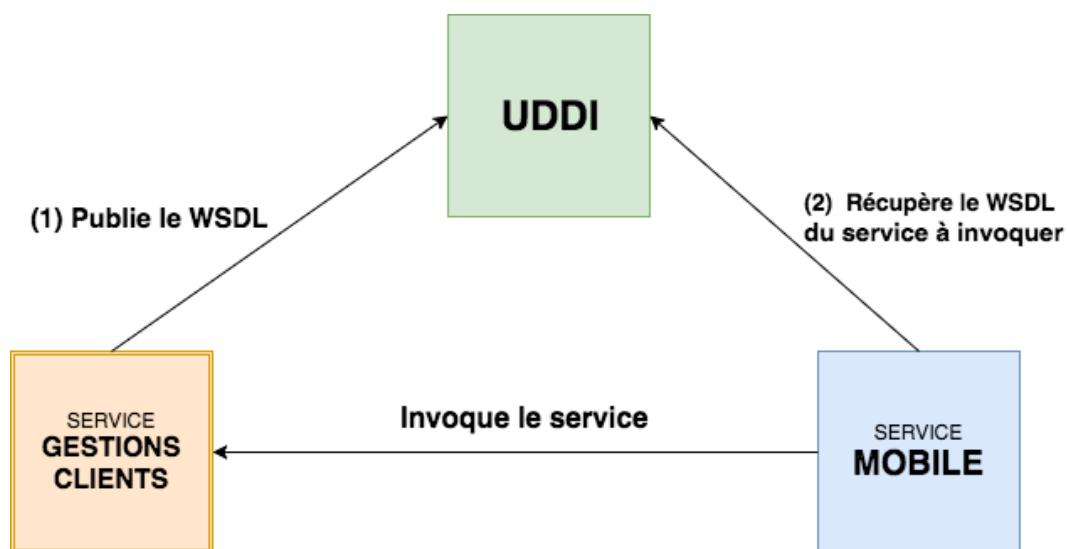 UDDI
(1) Publie le WSDL
(2) Récupère le WSDL
du service à invoquer
Invoque le service
SERVICE
GESTIONS
CLIENTS
SERVICE
MOBILE